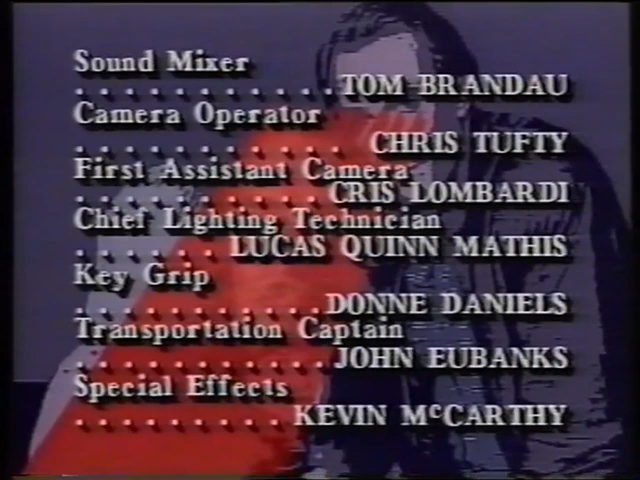 Sound Mixer
. . . . . . . . . . . TOM BRANDAU
Camera Operator
. . . . . . . . . . . CHRIS TUFTY
First Assistant Camera
. . . . . . . . . . CRIS LOMBARDI
Chief Lighting Technician
. . . . . . LUCAS QUINN MATHIS
Key Grip
. . . . . . . . . . DONNE DANIELS
Transportation Captain
. . . . . . . . . . . JOHN EUBANKS
Special Effects
. . . . . . . . . KEVIN McCARTHY